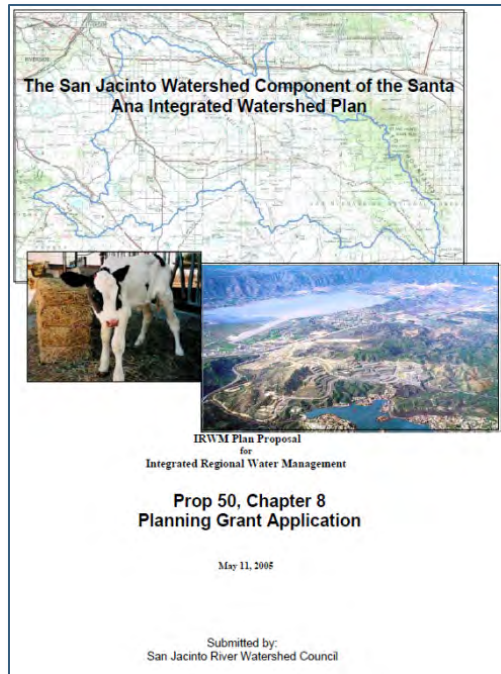 The San Jacinto Watershed Component of the Santa
Ana Integrated Watershed Plan
IRWM Plan Proposal
for
Integrated Regional Water Management
Prop 50, Chapter 8
Planning Grant Application
May 11, 2005
Submitted by:
San Jacinto River Watershed Council